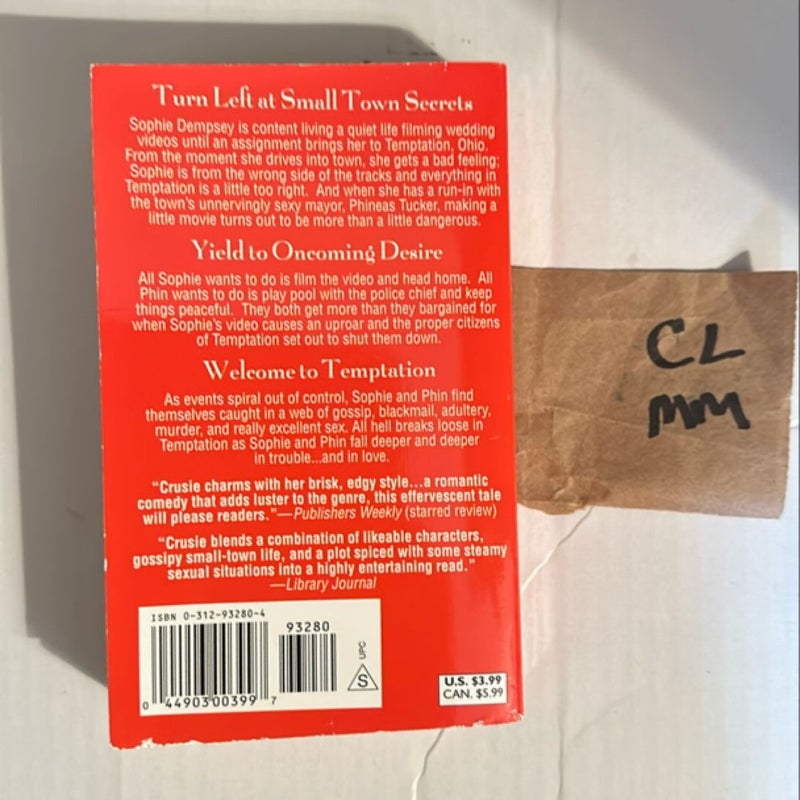 Turn Left at Small Town Secrets
Sophie Dempsey is content living a quiet life filming wedding
videos until an assignment brings her to Temptation, Ohio.
From the moment she drives into town, she gets a bad feeling;
Sophie is from the wrong side of the tracks and everything in
Temptation is a little too right. And when she has a run-in with
the town's unnervingly sexy mayor, Phineas Tucker, making a
little movie turns out to be more than a little dangerous.
Yield to Oncoming Desire
All Sophie wants to do is film the video and head home. All
Phin wants to do is play pool with the police chief and keep
things peaceful. They both get more than they bargained for
when Sophie's video causes an uproar and the proper citizens
of Temptation set out to shut them down.
Welcome to Temptation
As events spiral out of control, Sophie and Phin find
themselves caught in a web of gossip, blackmail, adultery,
murder, and really excellent sex. All hell breaks loose in
Temptation as Sophie and Phin fall deeper and deeper
in trouble...and in love.
"Crusie charms with her brisk, edgy style...a romantic
comedy that adds luster to the genre, this effervescent tale
will please readers."—Publishers Weekly (starred review)
"Crusie blends a combination of likeable characters,
gossipy small-town life, and a plot spiced with some steamy
sexual situations into a highly entertaining read."
—Library Journal
ISBN 0-312-93280-4
93280
UPC
S
0 44903 00399 7
U.S. $3.99
CAN. $5.99
CL
MM